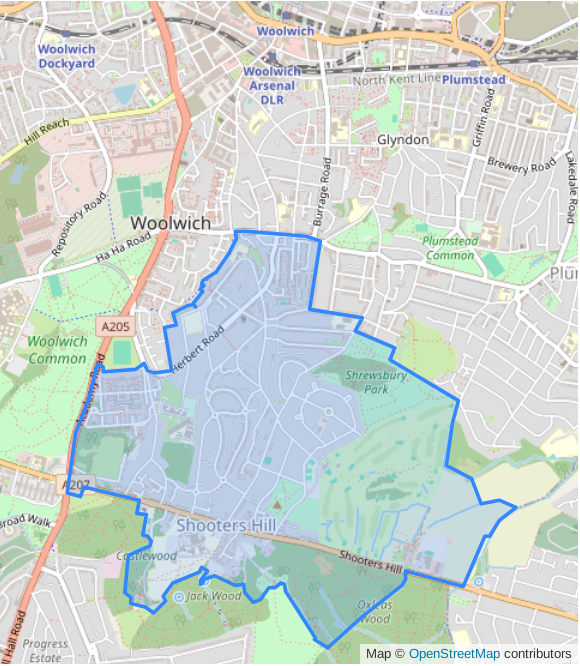 Woolwich
Woolwich
Dockyard
Woolwich
Arsenal
DLR
North Kent Line
Plumstead
Hill Reach
Griffin Road
Glyndon
Brewery Road
Lakedale Road
Burrage Road
Repository Road
Woolwich
Ha Ha Road
Plumstead
Common
Plum
A205
Herbert Road
Woolwich
Common
Academy Road
Shrewsbury
Park
A207
Broad Walk
Shooters Hill
Castlewood
Shooters Hill
Jack Wood
Oxleas
Wood
Progress
Estate
ll Hall Road
Map © OpenStreetMap contributors